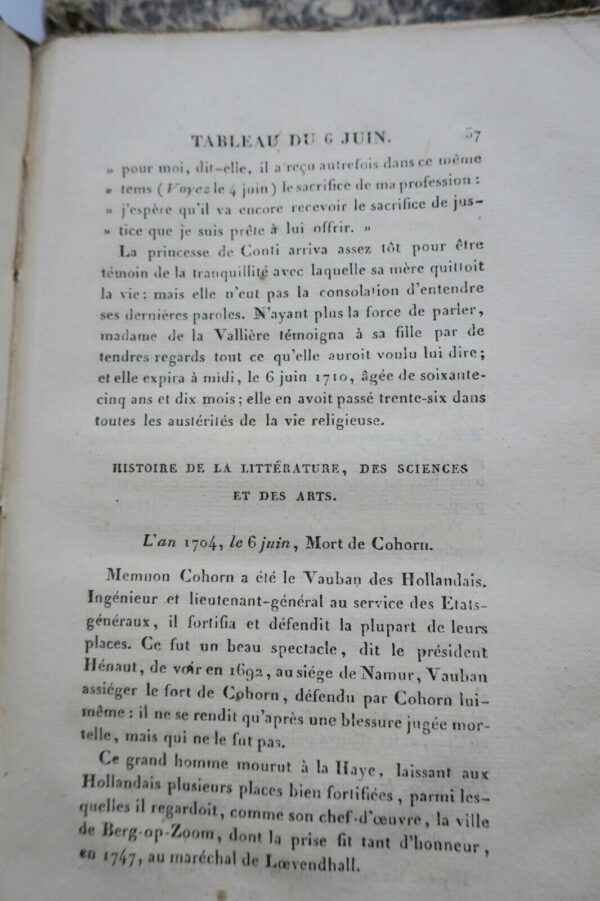 TABLEAU DU 6 JUIN. 57
» pour moi, dit-elle, il a reçu autrefois dans ce même
» tems (Voyez le 4 juin) le sacrifice de ma profession :
» j'espère qu'il va encore recevoir le sacrifice de jus-
» tice que je suis prête à lui offrir. »
La princesse de Conti arriva assez tôt pour être
témoin de la tranquillité avec laquelle sa mère quittoit
la vie; mais elle n'eut pas la consolation d'entendre
ses dernières paroles. N'ayant plus la force de parler,
madame de la Vallière témoigna à sa fille par de
tendres regards tout ce qu'elle auroit voulu lui dire;
et elle expira à midi, le 6 juin 1710, âgée de soixante-
cinq ans et dix mois; elle en avoit passé trente-six dans
toutes les austérités de la vie religieuse.
HISTOIRE DE LA LITTÉRATURE, DES SCIENCES
ET DES ARTS.
L'an 1704, le 6 juin, Mort de Cohorn.
Memnon Cohorn a été le Vauban des Hollandais.
Ingénieur et lieutenant-général au service des Etats-
généraux, il fortifia et défendit la plupart de leurs
places. Ce fut un beau spectacle, dit le président
Hénaut, de voir en 1692, au siége de Namur, Vauban
assiéger le fort de Cohorn, défendu par Cohorn lui-
même : il ne se rendit qu'après une blessure jugée mor-
telle, mais qui ne le fut pas.
Ce grand homme mourut à la Haye, laissant aux
Hollandais plusieurs places bien fortifiées, parmi les-
quelles il regardoit, comme son chef-d'œuvre, la ville
de Berg-op-Zoom, dont la prise fit tant d'honneur,
en 1747, au maréchal de Lœvendhall.